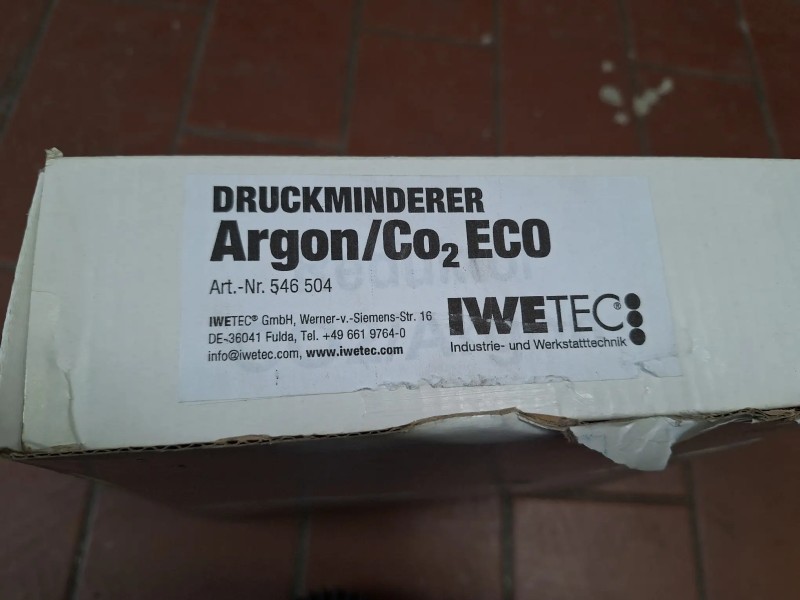 DRUCKMINDERER
Argon/Co₂ ECO
Art.-Nr. 546 504
IWETEC® GmbH, Werner-v.-Siemens-Str. 16
DE-36041 Fulda, Tel. +49 661 9764-0
info@iwetec.com, www.iwetec.com
IWETEC®
Industrie- und Werkstatttechnik